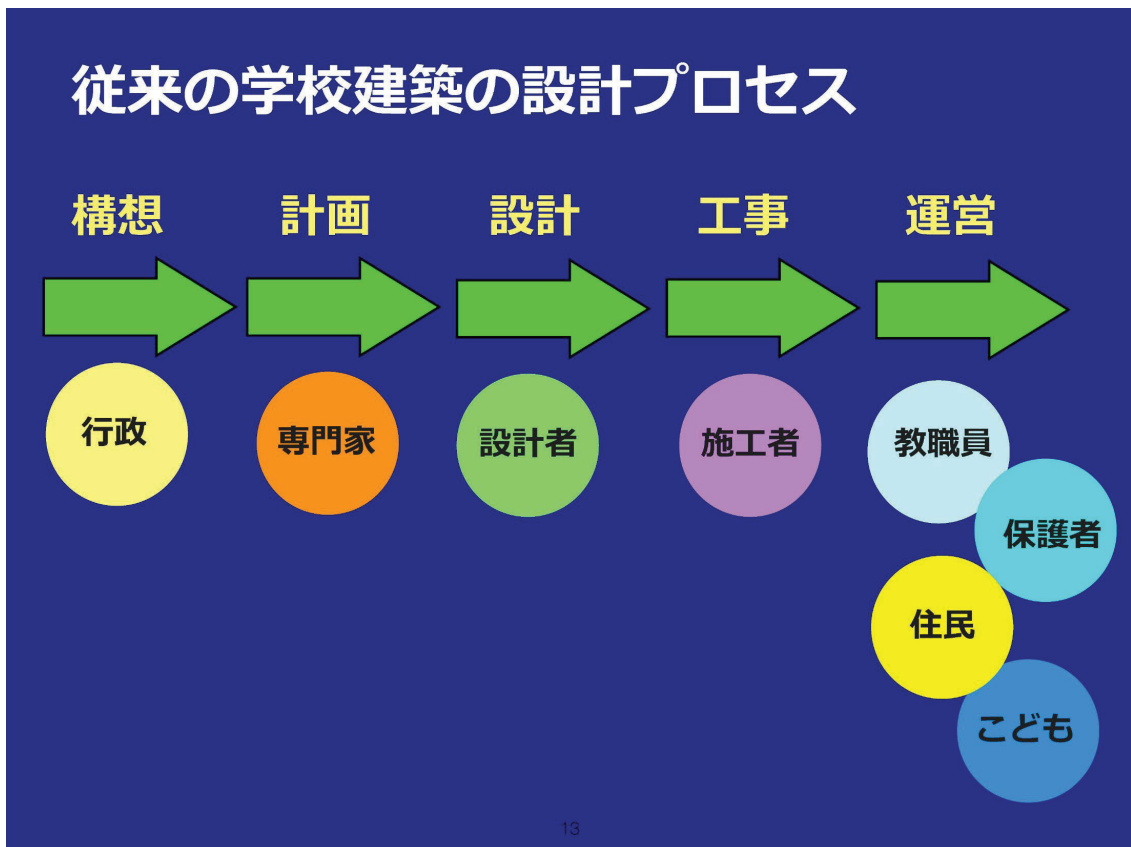 従来の学校建築の設計プロセス
構想 計画 設計 工事 運営
行政 専門家 設計者 施工者 教職員
保護者
住民
こども
13